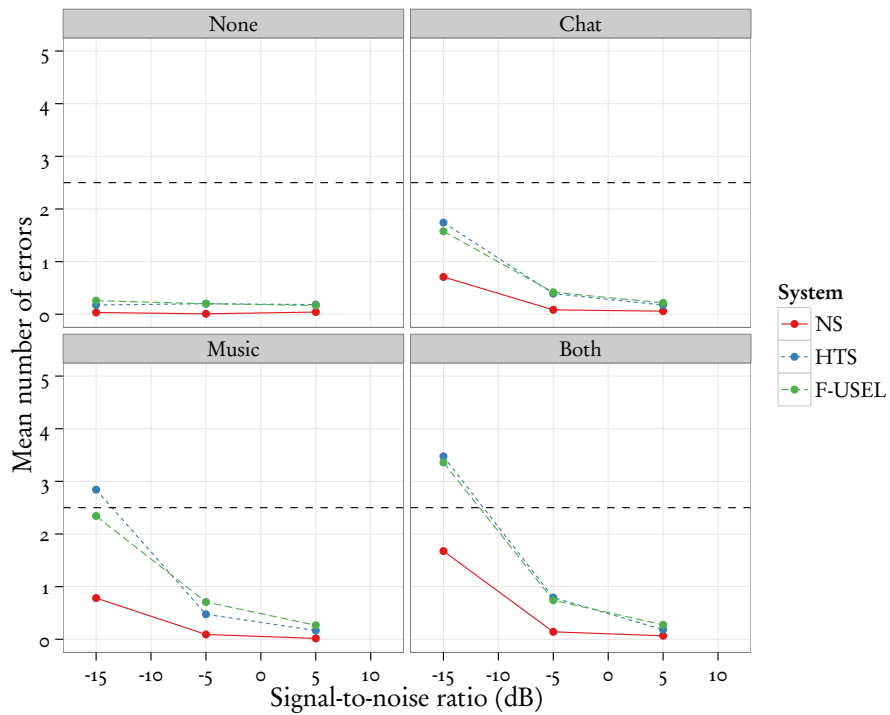 None
Chat
5
4
3
2
1
0
Music
Both
5
4
3
2
1
0
-15 -10 -5 0 5 10
-15 -10 -5 0 5 10
Signal-to-noise ratio (dB)
Mean number of errors
System
NS
HTS
F-USEL